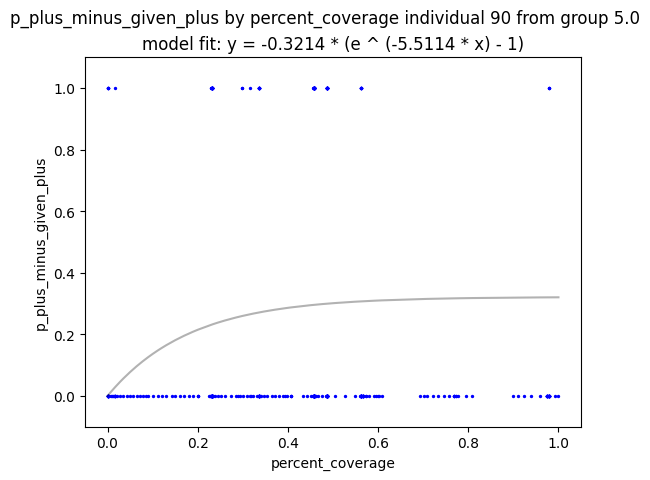 p_plus_minus_given_plus by percent_coverage individual 90 from group 5.0
model fit: y = -0.3214 * (e ^ (-5.5114 * x) - 1)
1.0
0.8
0.6
0.4
0.2
0.0
p_plus_minus_given_plus
0.0 0.2 0.4 0.6 0.8 1.0
percent_coverage